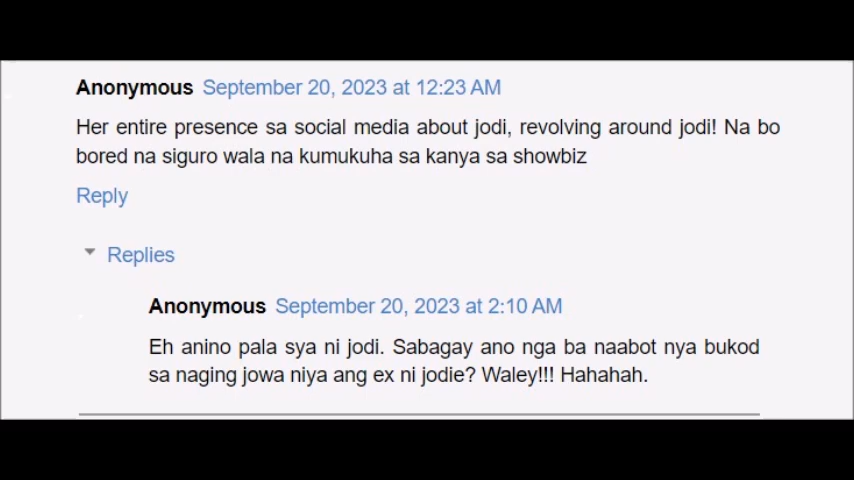 Anonymous September 20, 2023 at 12:23 AM
Her entire presence sa social media about jodi, revolving around jodi! Na bo
bored na siguro wala na kumukuha sa kanya sa showbiz
Reply
Replies
Anonymous September 20, 2023 at 2:10 AM
Eh anino pala sya ni jodi. Sabagay ano nga ba naabot nya bukod
sa naging jowa niya ang ex ni jodie? Waley!!! Hahahah.